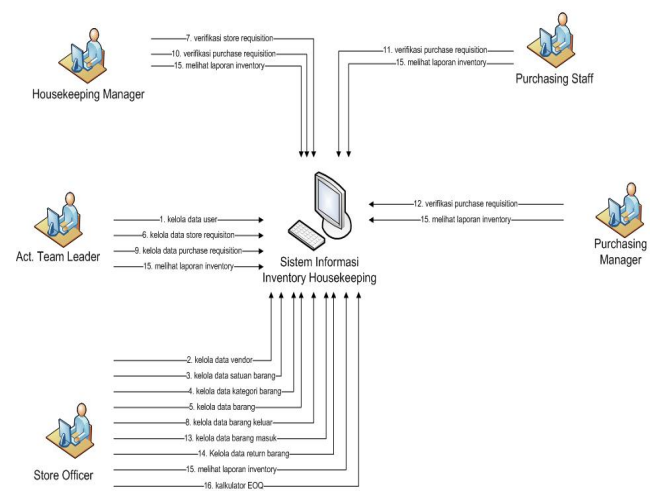 7. verifikasi store requisition
10. verifikasi purchase requisition
15. melihat laporan inventory
Housekeeping Manager
11. verifikasi purchase requisition
15. melihat laporan inventory
Purchasing Staff
1. kelola data user
6. kelola data store requisiton
9. kelola data purchase requisition
15. melihat laporan inventory
Act. Team Leader
Sistem Informasi
Inventory Housekeeping
12. verifikasi purchase requisition
15. melihat laporan inventory
Purchasing
Manager
2. kelola data vendor
3. kelola data satuan barang
4. kelola data kategori barang
5. kelola data barang
8. kelola data barang keluar
13. kelola data barang masuk
14. Kelola data return barang
15. melihat laporan inventory
16. kalkulator EOQ
Store Officer